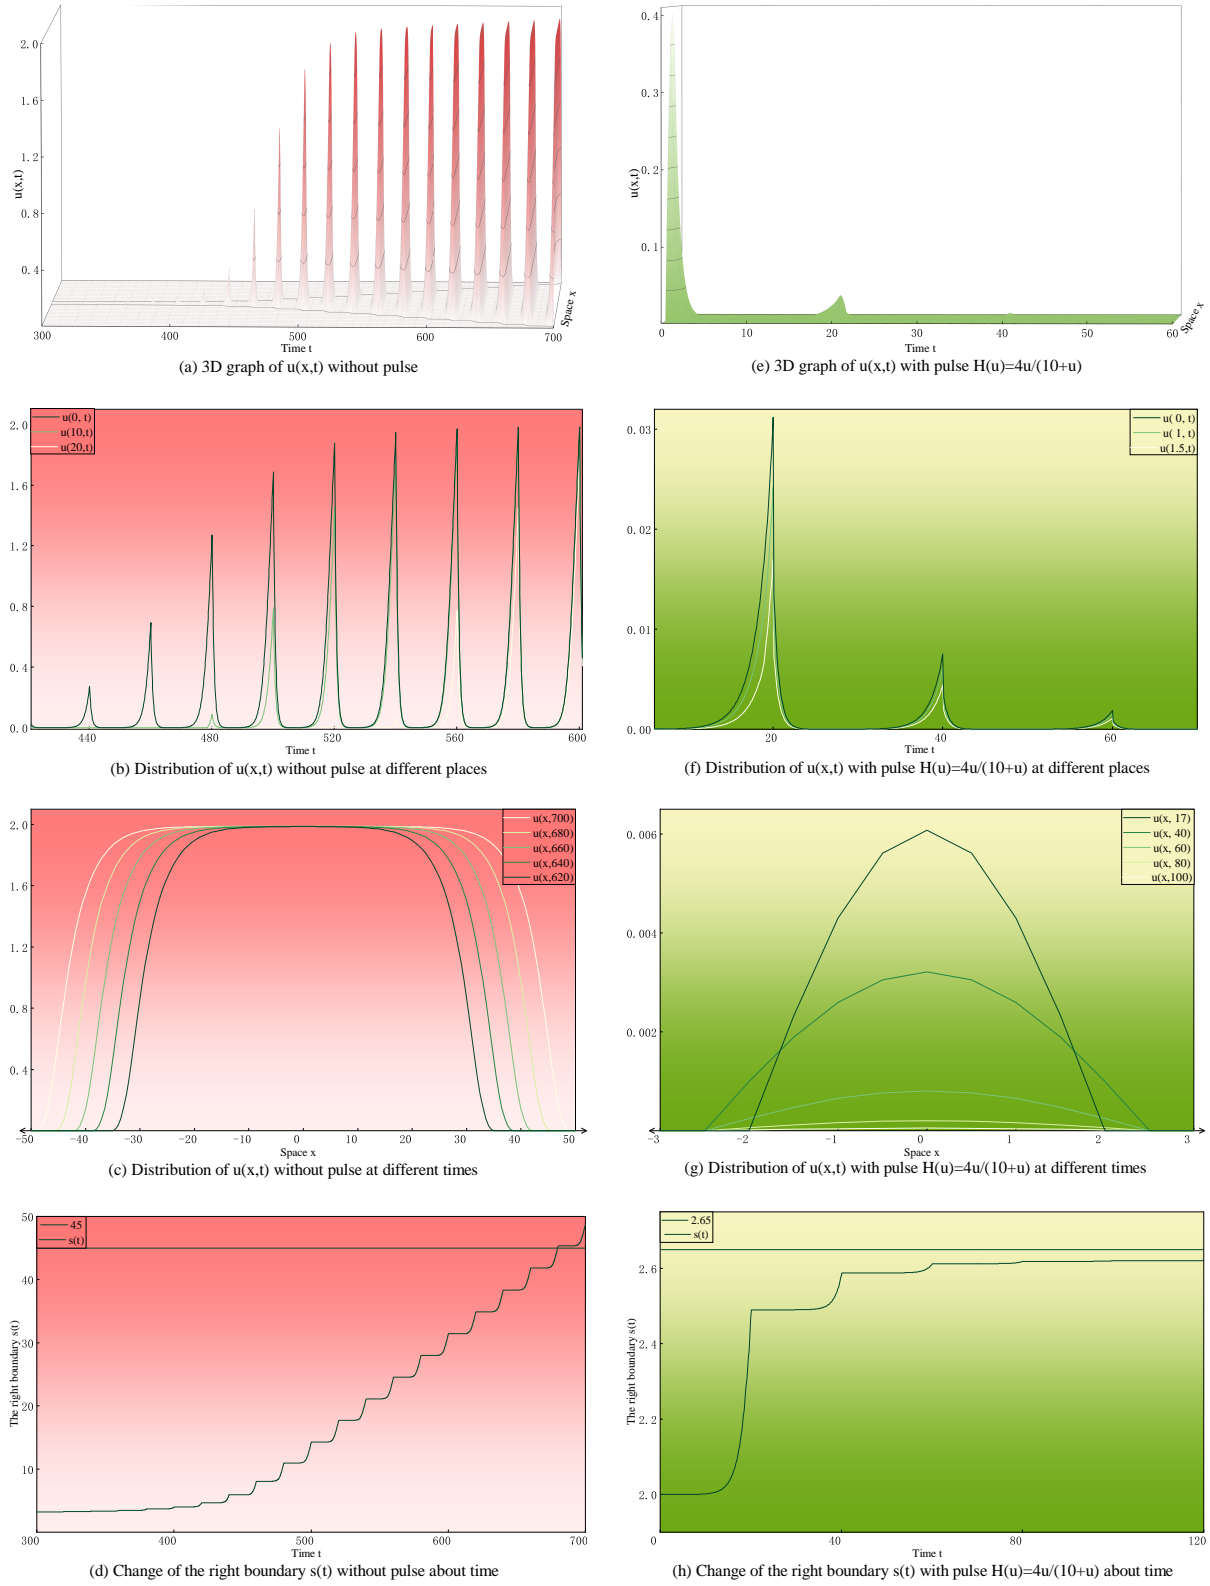 2.0
1.6
1.2
0.8
0.4
u(x,t)
300
400
500
600
700
Time t
Space x
(a) 3D graph of u(x,t) without pulse
0.4
0.3
0.2
0.1
u(x,t)
0
10
20
30
40
50
60
Time t
Space x
(e) 3D graph of u(x,t) with pulse H(u)=4u/(10+u)
u(0, t)
u(10,t)
u(20,t)
2.0
1.6
1.2
0.8
0.4
0.0
440
480
520
560
600
Time t
(b) Distribution of u(x,t) without pulse at different places
u( 0, t)
u( 1, t)
u(1.5,t)
0.03
0.02
0.01
0.00
20
40
60
Time t
(f) Distribution of u(x,t) with pulse H(u)=4u/(10+u) at different places
u(x,700)
u(x,680)
u(x,660)
u(x,640)
u(x,620)
2.0
1.6
1.2
0.8
0.4
-50
-40
-30
-20
-10
0
10
20
30
40
50
Space x
(c) Distribution of u(x,t) without pulse at different times
u(x, 17)
u(x, 40)
u(x, 60)
u(x, 80)
u(x,100)
0.006
0.004
0.002
-3
-2
-1
0
1
2
3
Space x
(g) Distribution of u(x,t) with pulse H(u)=4u/(10+u) at different times
45
s(t)
50
40
30
20
10
The right boundary s(t)
300
400
500
600
700
Time t
(d) Change of the right boundary s(t) without pulse about time
2.65
s(t)
2.6
2.4
2.2
2.0
The right boundary s(t)
0
40
80
120
Time t
(h) Change of the right boundary s(t) with pulse H(u)=4u/(10+u) about time